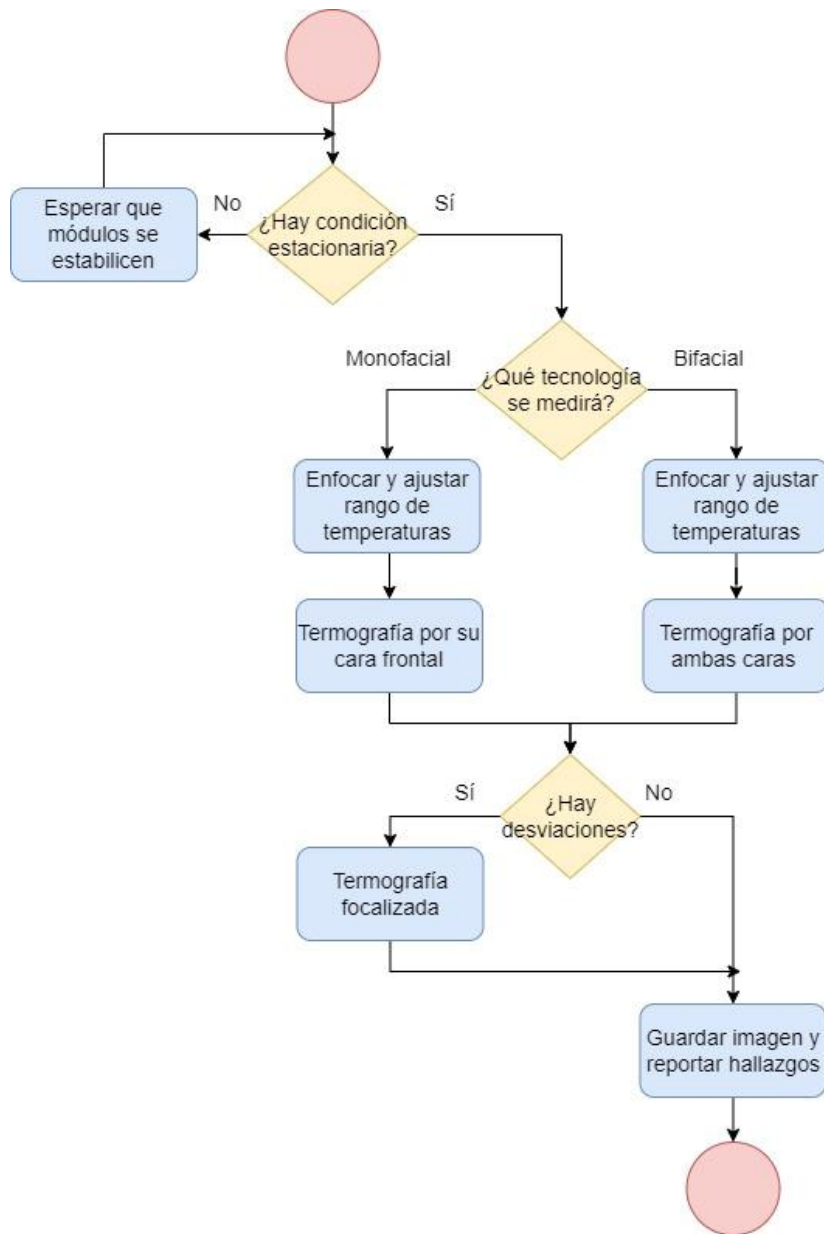 No
¿Hay condición
estacionaria?
Sí
Esperar que
módulos se
estabilicen
Monofacial
¿Qué tecnología
se medirá?
Bifacial
Enfocar y ajustar
rango de
temperaturas
Enfocar y ajustar
rango de
temperaturas
Termografía por su
cara frontal
Termografía por
ambas caras
Sí
¿Hay
desviaciones?
No
Termografía
focalizada
Guardar imagen y
reportar hallazgos